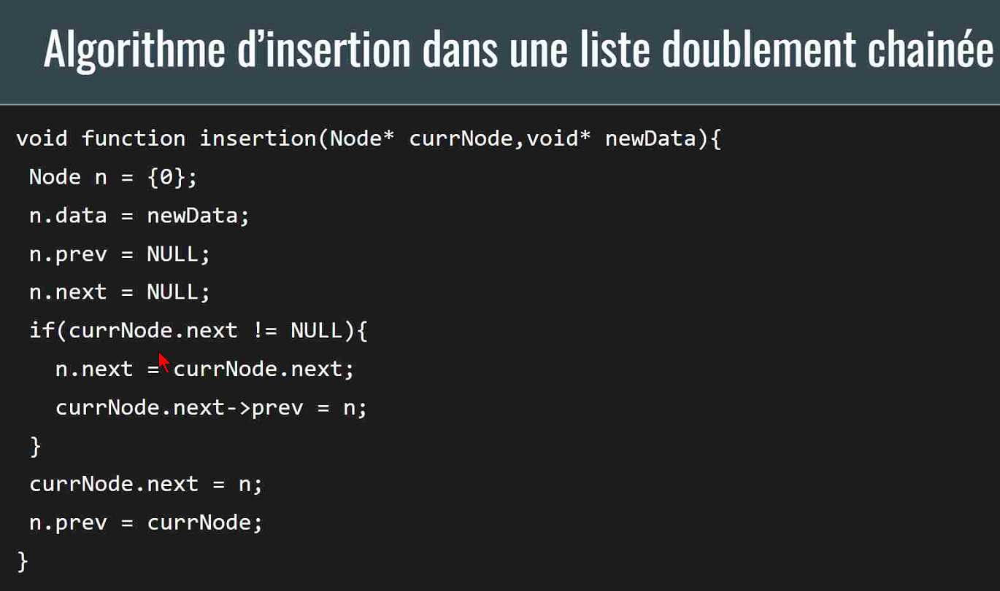 Algorithme d’insertion dans une liste doublement chainée
void function insertion(Node* currNode,void* newData){
Node n = {0};
n.data = newData;
n.prev = NULL;
n.next = NULL;
if(currNode.next != NULL){
n.next = currNode.next;
currNode.next->prev = n;
}
currNode.next = n;
n.prev = currNode;
}